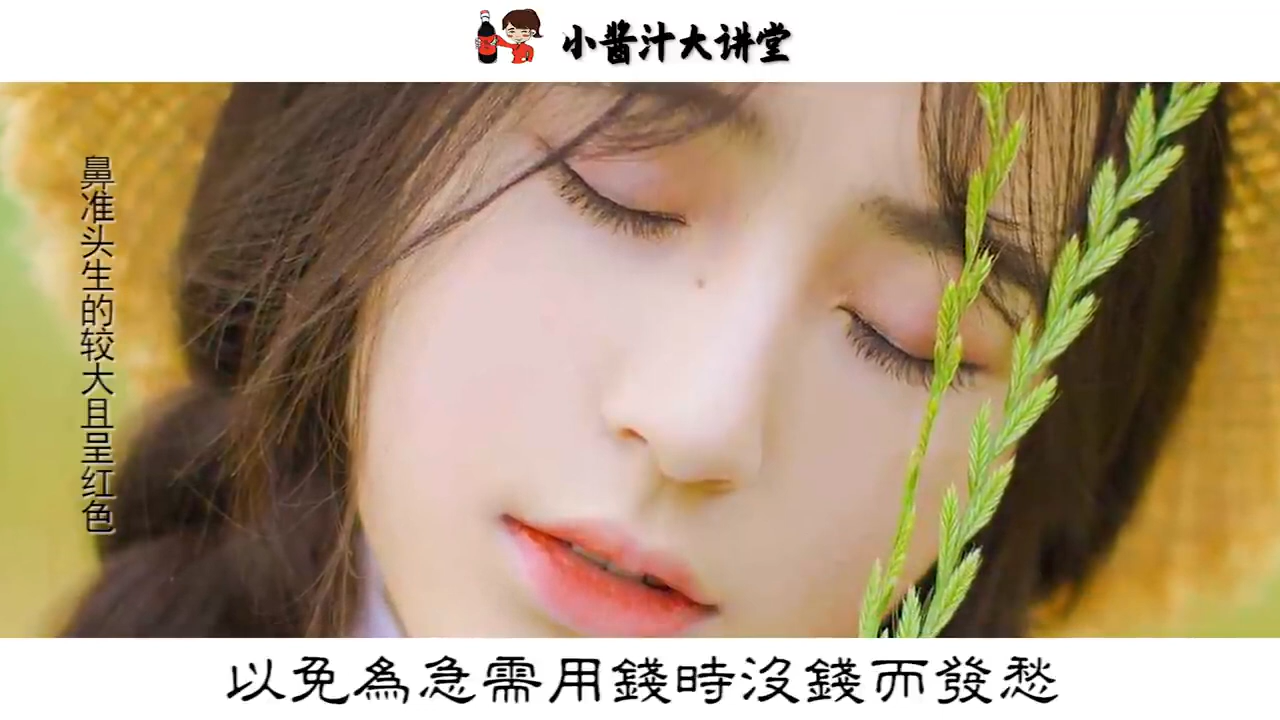 小酱汁大讲堂
鼻准头生的较大且呈红色
以免為急需用錢時沒錢而發愁